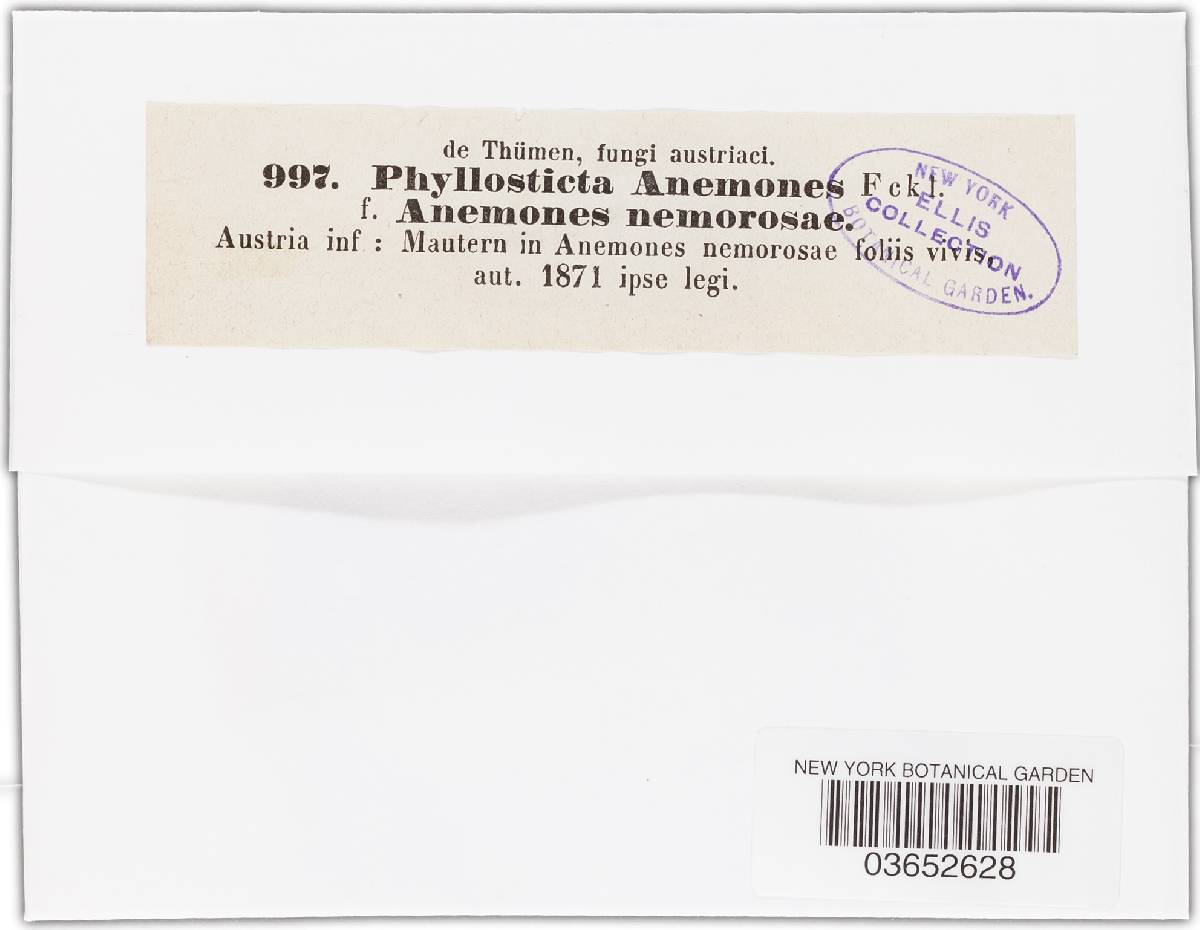 de Thümen, fungi austriaci.
997. Phyllosticta Anemones Fckl.
f. Anemones nemorosae.
Austria inf : Mautern in Anemones nemorosae foliis vivis,
aut. 1871 ipse legi.
NEW YORK
ELLIS
COLLECTION
BOTANICAL GARDEN.
NEW YORK BOTANICAL GARDEN
03652628